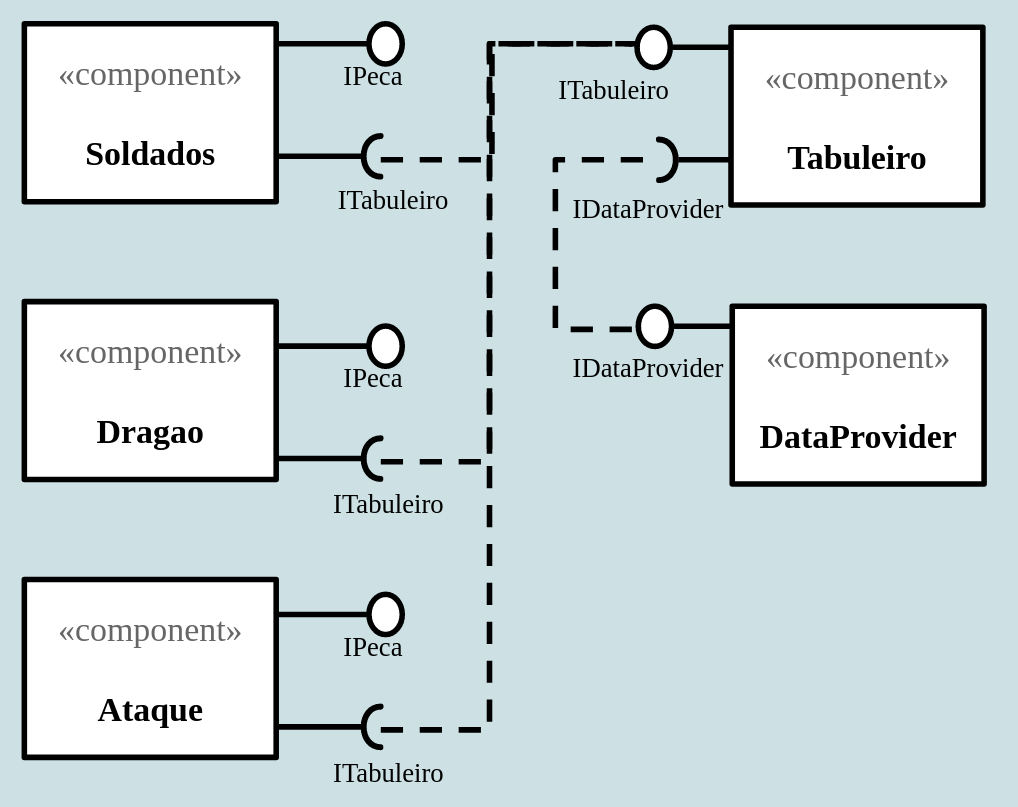 «component»
Soldados
IPeca
ITabuleiro
ITabuleiro
«component»
Tabuleiro
IDataProvider
«component»
Dragao
IPeca
ITabuleiro
IDataProvider
«component»
DataProvider
«component»
Ataque
IPeca
ITabuleiro